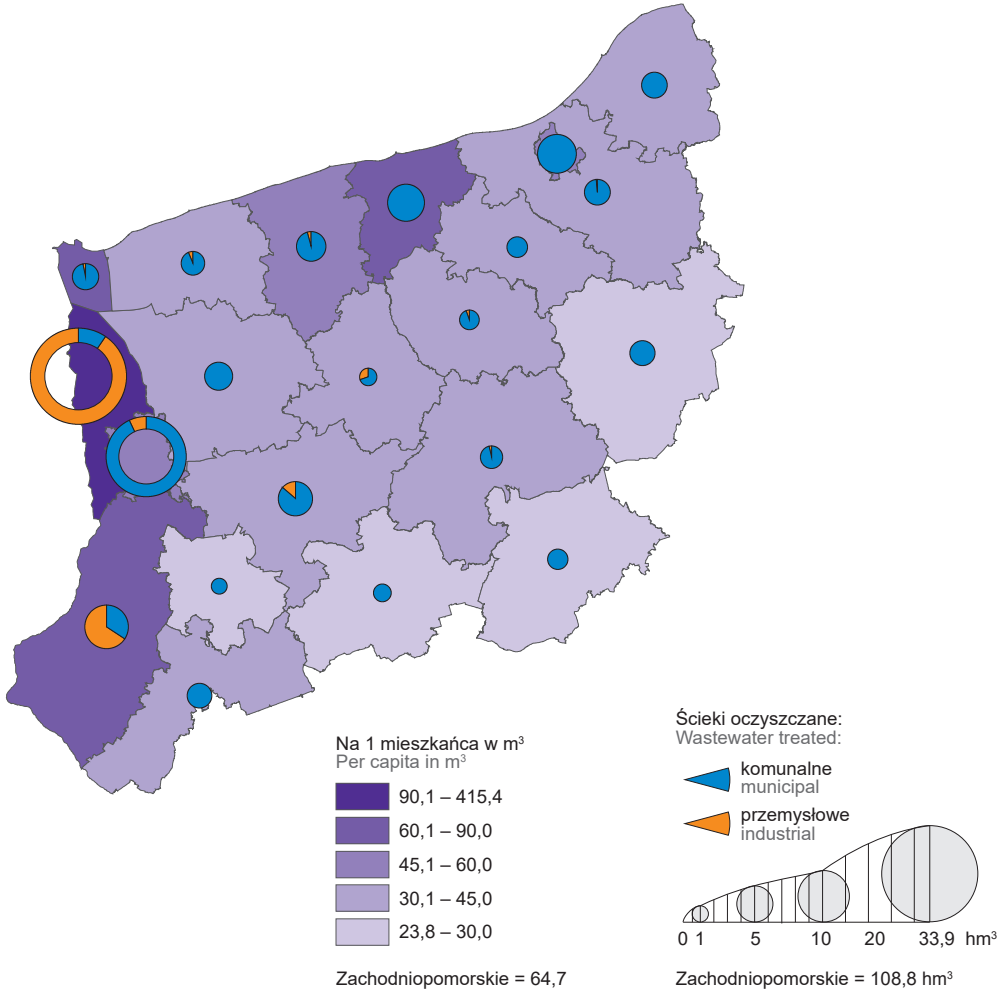 Na 1 mieszkańca w m³
Per capita in m³
90,1 – 415,4
60,1 – 90,0
45,1 – 60,0
30,1 – 45,0
23,8 – 30,0
Zachodniopomorskie = 64,7
Ścieki oczyszczane:
Wastewater treated:
komunalne
municipal
przemysłowe
industrial
0 1 5 10 20 33,9 hm³
Zachodniopomorskie = 108,8 hm³